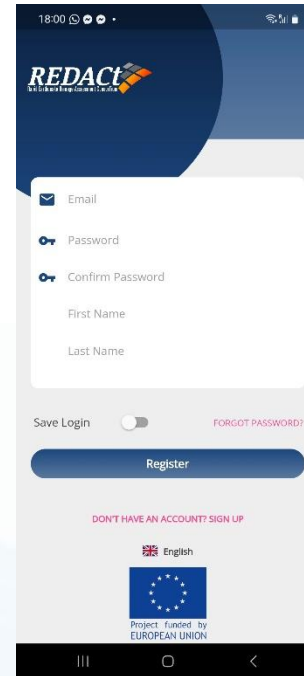 18:00
REDACt
Email
Password
Confirm Password
First Name
Last Name
Save Login
FORGOT PASSWORD?
Register
DON'T HAVE AN ACCOUNT? SIGN UP
English
Project funded by
EUROPEAN UNION